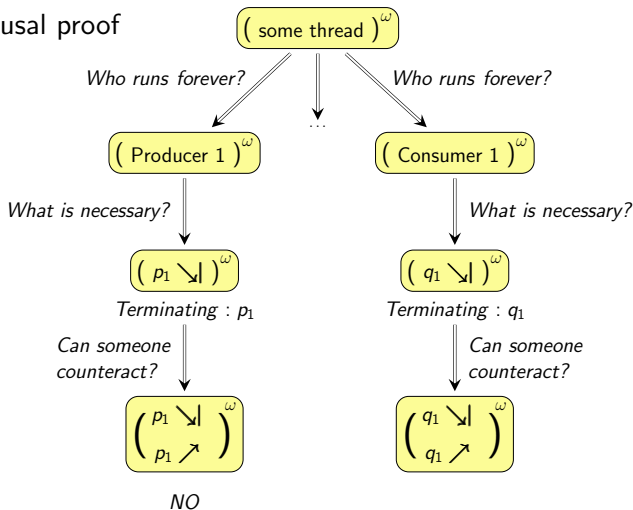 usal proof
( some thread )^ω
Who runs forever? Who runs forever?
...
( Producer 1 )^ω ( Consumer 1 )^ω
What is necessary? What is necessary?
( p₁ ↘| )^ω ( q₁ ↘| )^ω
Terminating : p₁ Terminating : q₁
Can someone Can someone
counteract? counteract?
( p₁ ↘| )^ω ( q₁ ↘| )^ω
p₁ ↗ q₁ ↗
NO